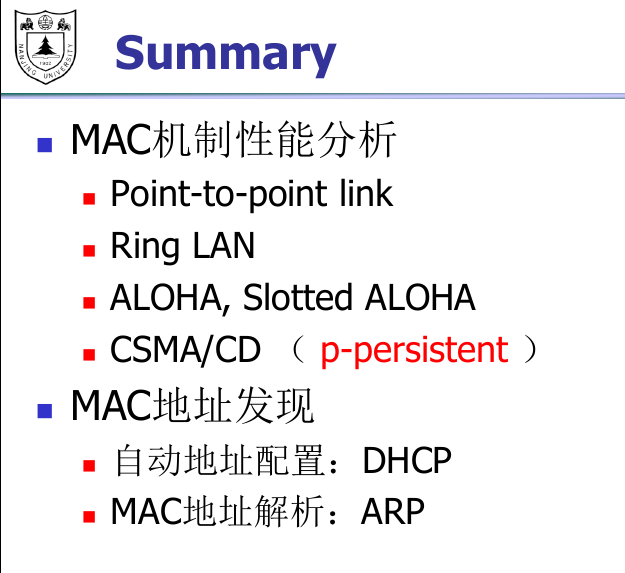 NANJING UNIVERSITY
1902
Summary
MAC机制性能分析
Point-to-point link
Ring LAN
ALOHA, Slotted ALOHA
CSMA/CD （ p-persistent ）
MAC地址发现
自动地址配置：DHCP
MAC地址解析：ARP